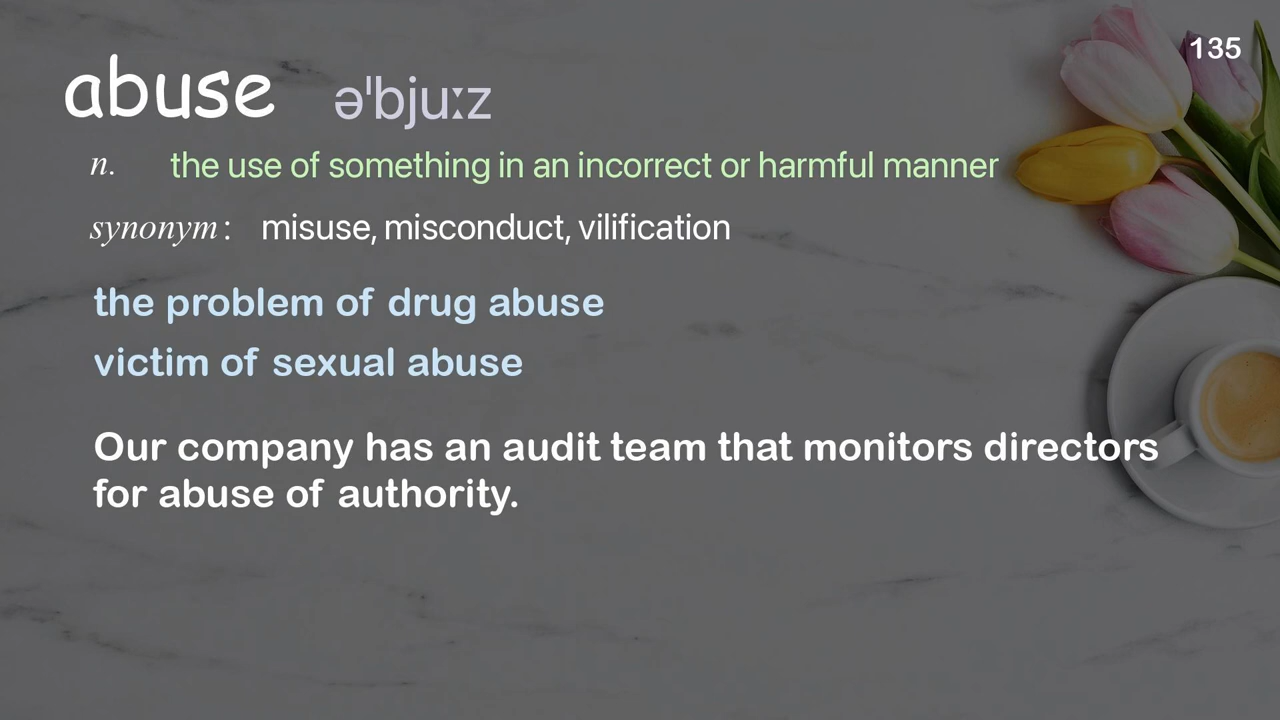 135
abuse əˈbjuːz
n. the use of something in an incorrect or harmful manner
synonym: misuse, misconduct, vilification
the problem of drug abuse
victim of sexual abuse
Our company has an audit team that monitors directors
for abuse of authority.